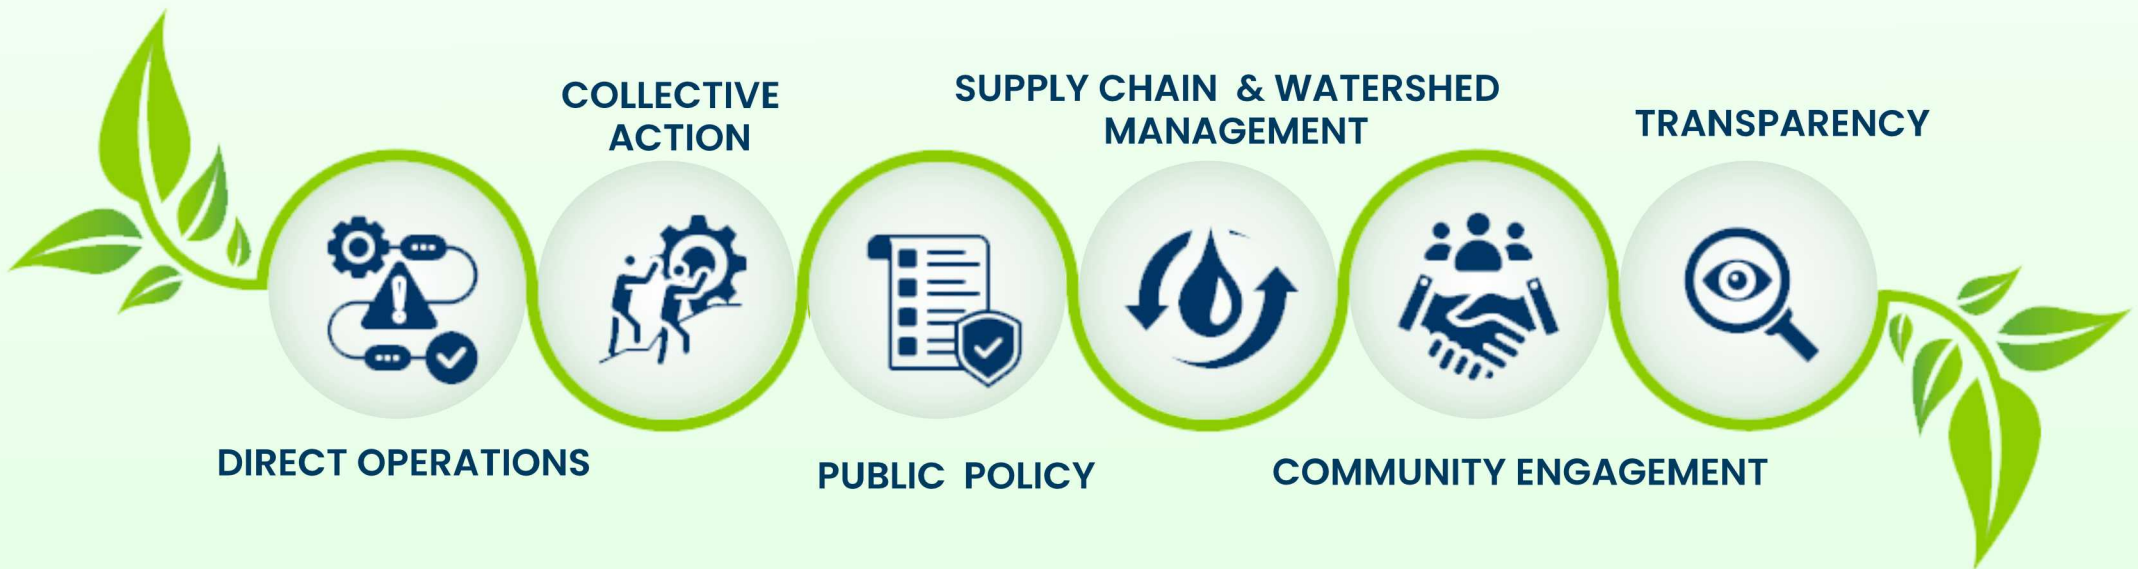 COLLECTIVE
ACTION
SUPPLY CHAIN & WATERSHED
MANAGEMENT
TRANSPARENCY
DIRECT OPERATIONS
PUBLIC POLICY
COMMUNITY ENGAGEMENT